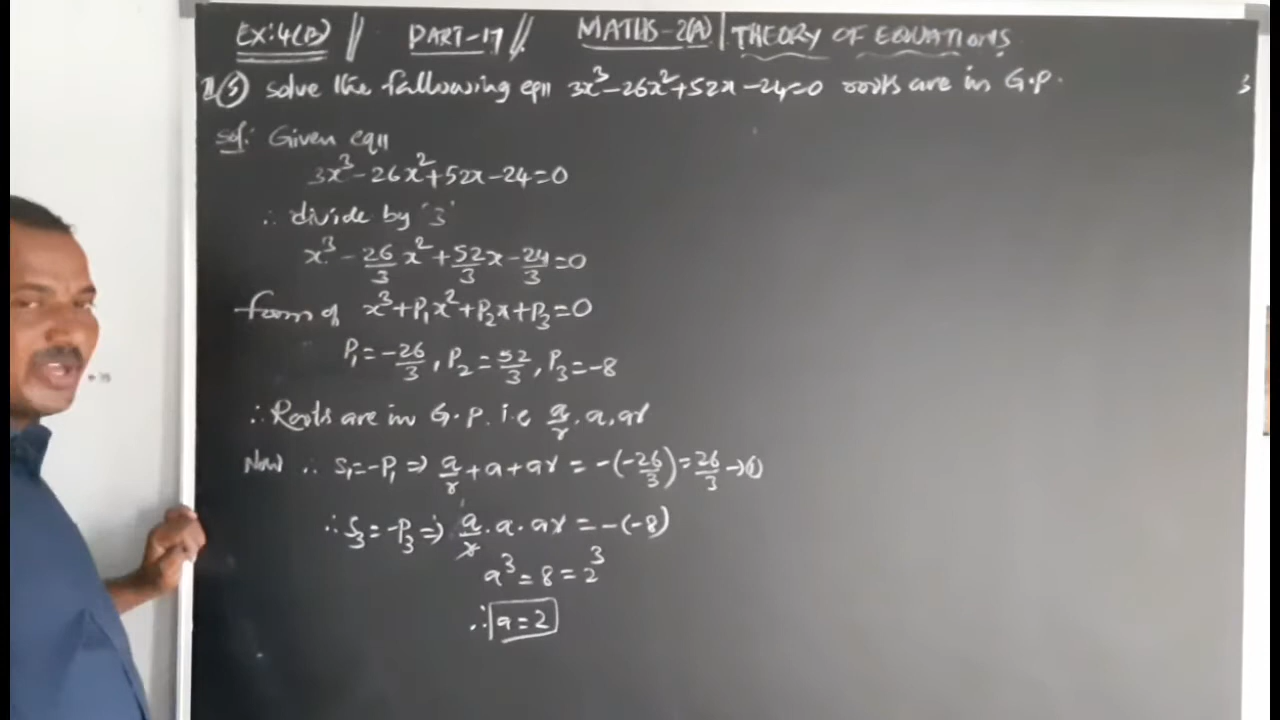 EX:4(B) // PART-17// MATHS-2(A) | THEORY OF EQUATIONS
II(5) solve the following eqn 3x³-26x²+52x-24=0 roots are in G.P. 3
Sol: Given eqn
3x³-26x²+52x-24=0
∴ divide by '3'
x³-26/3 x²+52/3 x-24/3=0
form of x³+P₁x²+P₂x+P₃=0
P₁=-26/3, P₂=52/3, P₃=-8
∴ Roots are in G.P. i.e a/r, a, ar
Now ∴ S₁=-P₁ ⇒ a/r+a+ar=-(-26/3)=26/3→①
∴ S₃=-P₃ ⇒ a/r.a.ar=-(-8)
a³=8=2³
∴ a=2